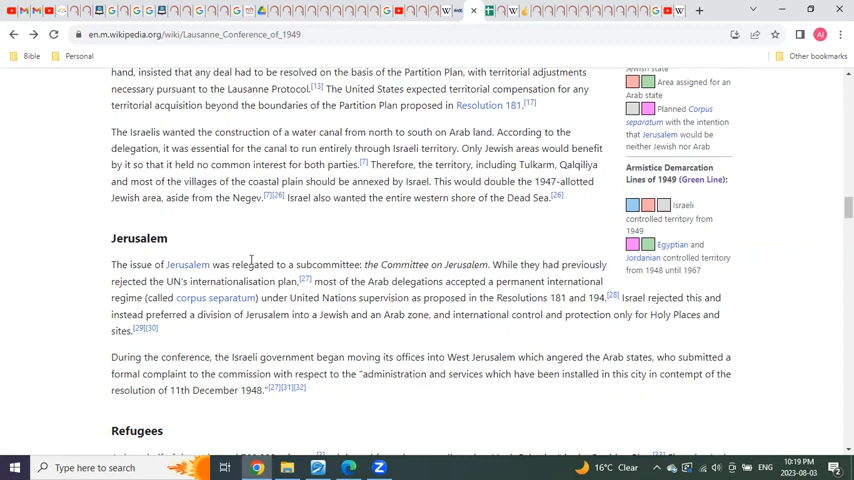 en.m.wikipedia.org/wiki/Lausanne_Conference_of_1949
Bible
Personal
Other bookmarks
hand, insisted that any deal had to be resolved on the basis of the Partition Plan, with territorial adjustments
necessary pursuant to the Lausanne Protocol.[13] The United States expected territorial compensation for any
territorial acquisition beyond the boundaries of the Partition Plan proposed in Resolution 181.[17]
The Israelis wanted the construction of a water canal from north to south on Arab land. According to the
delegation, it was essential for the canal to run entirely through Israeli territory. Only Jewish areas would benefit
by it so that it held no common interest for both parties.[7] Therefore, the territory, including Tulkarm, Qalqiliya
and most of the villages of the coastal plain should be annexed by Israel. This would double the 1947-allotted
Jewish area, aside from the Negev.[7][26] Israel also wanted the entire western shore of the Dead Sea.[26]
Jewish state
Area assigned for an
Arab state
Planned Corpus
separatum with the intention
that Jerusalem would be
neither Jewish nor Arab
Armistice Demarcation
Lines of 1949 (Green Line):
Israeli
controlled territory from
1949
Egyptian and
Jordanian controlled territory
from 1948 until 1967
Jerusalem
The issue of Jerusalem was relegated to a subcommittee: the Committee on Jerusalem. While they had previously
rejected the UN's internationalisation plan,[27] most of the Arab delegations accepted a permanent international
regime (called corpus separatum) under United Nations supervision as proposed in the Resolutions 181 and 194.[28] Israel rejected this and
instead preferred a division of Jerusalem into a Jewish and an Arab zone, and international control and protection only for Holy Places and
sites.[29][30]
During the conference, the Israeli government began moving its offices into West Jerusalem which angered the Arab states, who submitted a
formal complaint to the commission with respect to the "administration and services which have been installed in this city in contempt of the
resolution of 11th December 1948."[27][31][32]
Refugees
Type here to search
16°C Clear
ENG
10:19 PM
2023-08-03
2